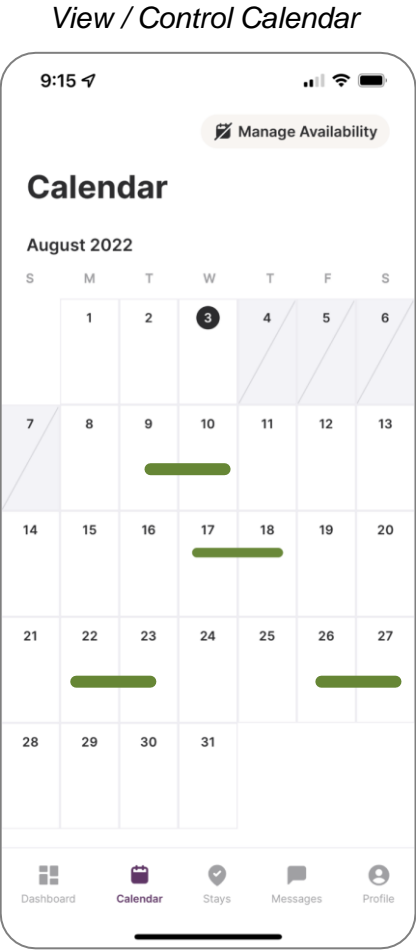 View / Control Calendar
9:15
Manage Availability
Calendar
August 2022
S M T W T F S
1 2 3 4 5 6
7 8 9 10 11 12 13
14 15 16 17 18 19 20
21 22 23 24 25 26 27
28 29 30 31
Dashboard Calendar Stays Messages Profile